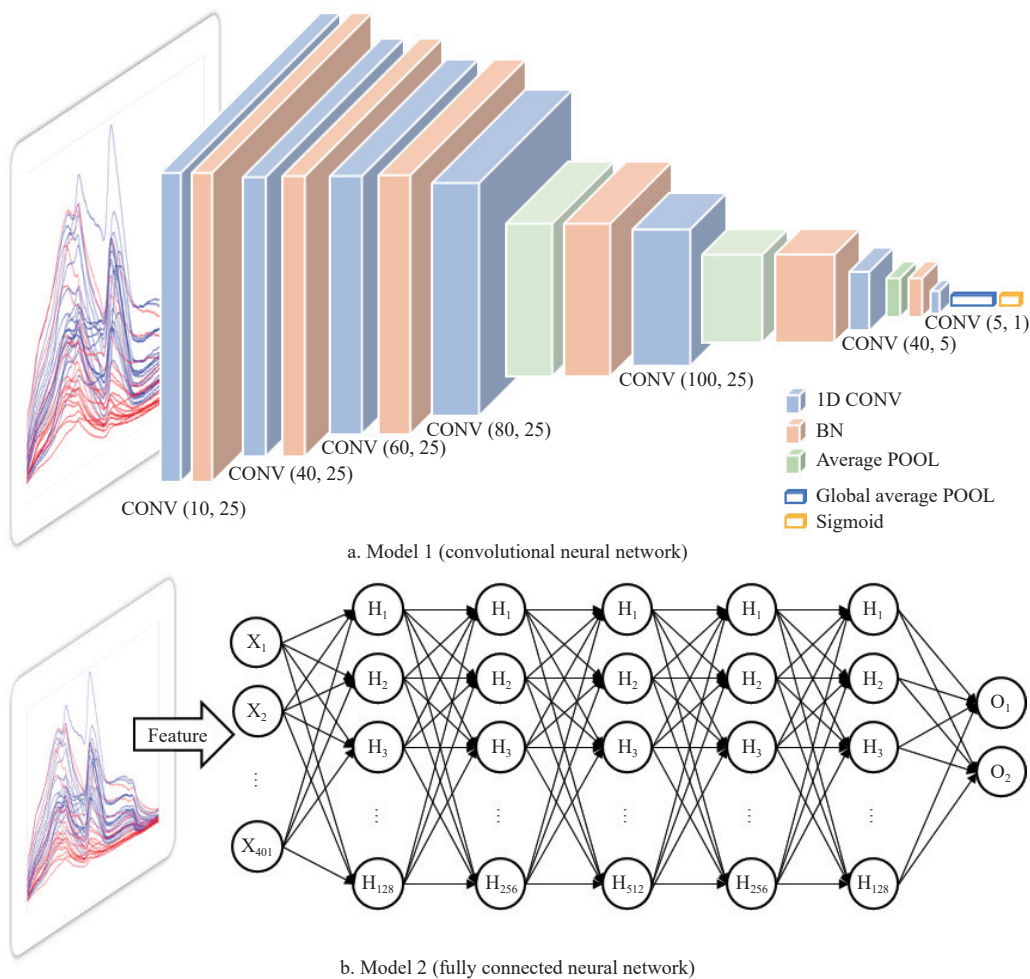 CONV (5, 1)
CONV (40, 5)
CONV (100, 25)
CONV (80, 25)
CONV (60, 25)
CONV (40, 25)
CONV (10, 25)
1D CONV
BN
Average POOL
Global average POOL
Sigmoid
a. Model 1 (convolutional neural network)
H₁ H₁ H₁ H₁ H₁
X₁
H₂ H₂ H₂ H₂ H₂
X₂ O₁
Feature
H₃ H₃ H₃ H₃ H₃
O₂
⋮
⋮ ⋮ ⋮ ⋮ ⋮
X₄₀₁
H₁₂₈ H₂₅₆ H₅₁₂ H₂₅₆ H₁₂₈
b. Model 2 (fully connected neural network)